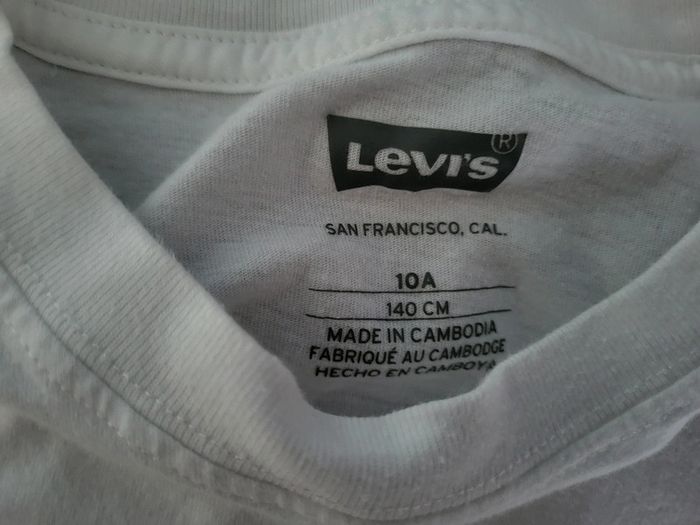 Levi's ®
SAN FRANCISCO, CAL.
10A
140 CM
MADE IN CAMBODIA
FABRIQUÉ AU CAMBODGE
HECHO EN CAMBOYA